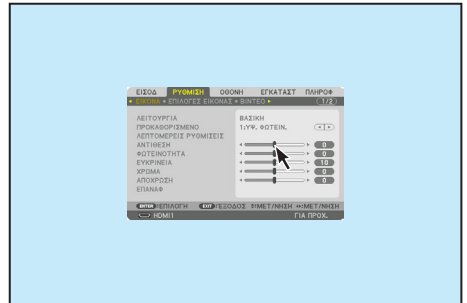 ΕΙΣΟΔ ΡΥΘΜΙΣΗ ΟΘΟΝΗ ΕΓΚΑΤΑΣΤ ΠΛΗΡΟΦ
ΕΙΚΟΝΑ • ΕΠΙΛΟΓΕΣ ΕΙΚΟΝΑΣ • ΒΙΝΤΕΟ (1/2)
ΛΕΙΤΟΥΡΓΙΑ ΒΑΣΙΚΗ
ΠΡΟΚΑΘΟΡΙΣΜΕΝΟ 1:ΥΨ. ΦΩΤΕΙΝ.
ΛΕΠΤΟΜΕΡΕΙΣ ΡΥΘΜΙΣΕΙΣ
ΑΝΤΙΘΕΣΗ 0
ΦΩΤΕΙΝΟΤΗΤΑ 0
ΕΥΚΡΙΝΕΙΑ 10
ΧΡΩΜΑ 0
ΑΠΟΧΡΩΣΗ 0
ΕΠΑΝΑΦ
ENTER:ΕΠΙΛΟΓΗ EXIT:ΕΞΟΔΟΣ ↕:ΜΕΤ/ΝΗΣΗ ↔:ΜΕΤ/ΝΗΣΗ
HDMI1 ΓΙΑ ΠΡΟΧ.